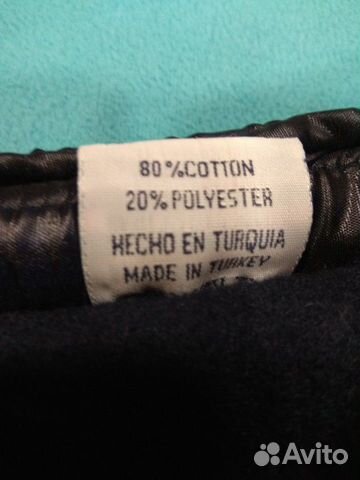 80%COTTON
20% POLYESTER
HECHO EN TURQUIA
MADE IN TURKEY
Avito